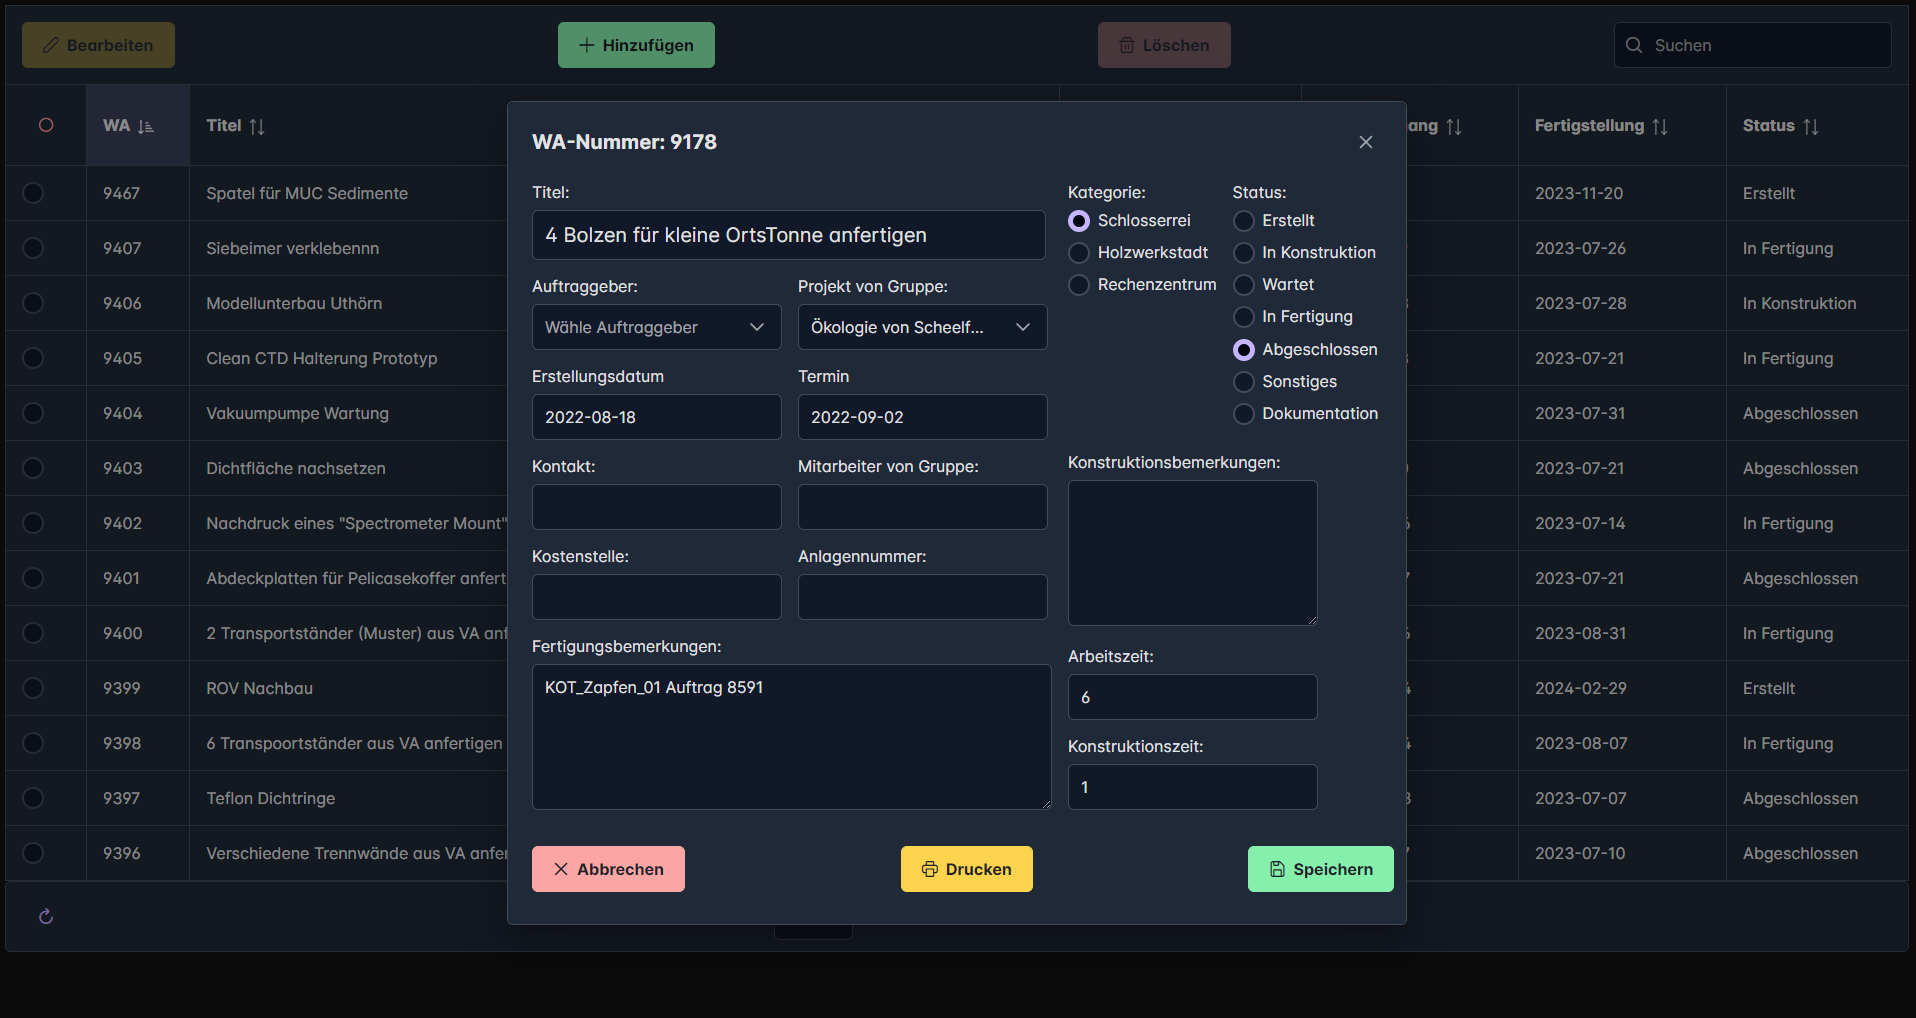 Bearbeiten
Hinzufügen
Löschen
Suchen
WA Titel ang Fertigstellung Status
9467 Spatel für MUC Sedimente 2023-11-20 Erstellt
9407 Siebeimer verklebennn 2023-07-26 In Fertigung
9406 Modellunterbau Uthörn 2023-07-28 In Konstruktion
9405 Clean CTD Halterung Prototyp 2023-07-21 In Fertigung
9404 Vakuumpumpe Wartung 2023-07-31 Abgeschlossen
9403 Dichtfläche nachsetzen 2023-07-21 Abgeschlossen
9402 Nachdruck eines "Spectrometer Mount" 2023-07-14 In Fertigung
9401 Abdeckplatten für Pelicasekoffer anfert 2023-07-21 Abgeschlossen
9400 2 Transportständer (Muster) aus VA anf 2023-08-31 In Fertigung
9399 ROV Nachbau 2024-02-29 Erstellt
9398 6 Transpoortständer aus VA anfertigen 2023-08-07 In Fertigung
9397 Teflon Dichtringe 2023-07-07 Abgeschlossen
9396 Verschiedene Trennwände aus VA anfer 2023-07-10 Abgeschlossen
WA-Nummer: 9178
Titel:
4 Bolzen für kleine OrtsTonne anfertigen
Auftraggeber:
Wähle Auftraggeber
Projekt von Gruppe:
Ökologie von Scheelf...
Erstellungsdatum
2022-08-18
Termin
2022-09-02
Kontakt:
Mitarbeiter von Gruppe:
Kostenstelle:
Anlagennummer:
Fertigungsbemerkungen:
KOT_Zapfen_01 Auftrag 8591
Kategorie:
Schlosserrei
Holzwerkstadt
Rechenzentrum
Status:
Erstellt
In Konstruktion
Wartet
In Fertigung
Abgeschlossen
Sonstiges
Dokumentation
Konstruktionsbemerkungen:
Arbeitszeit:
6
Konstruktionszeit:
1
Abbrechen
Drucken
Speichern